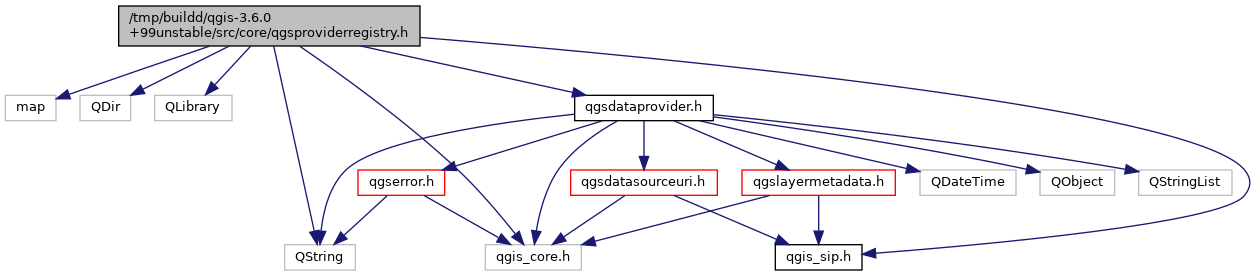 /tmp/buildd/qgis-3.6.0
+99unstable/src/core/qgsproviderregistry.h
map
QDir
QLibrary
qgsdataprovider.h
qgserror.h
qgsdatasourceuri.h
qgslayermetadata.h
QDateTime
QObject
QStringList
QString
qgis_core.h
qgis_sip.h